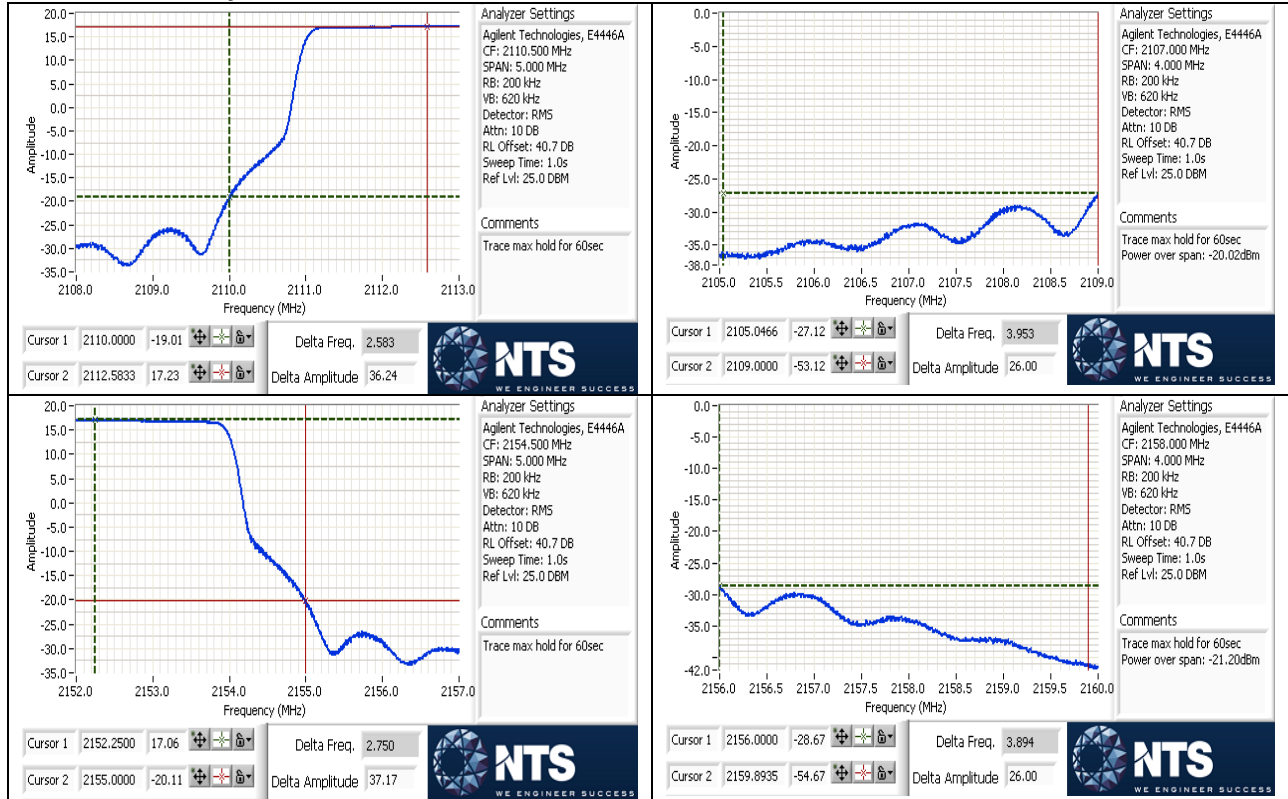 20.0
15.0
10.0
5.0
0.0
-5.0
-10.0
-15.0
-20.0
-25.0
-30.0
-35.0
Amplitude
2108.0 2109.0 2110.0 2111.0 2112.0 2113.0
Frequency (MHz)
Analyzer Settings
Agilent Technologies, E4446A
CF: 2110.500 MHz
SPAN: 5.000 MHz
RB: 200 kHz
VB: 620 kHz
Detector: RMS
Attn: 10 DB
RL Offset: 40.7 DB
Sweep Time: 1.0s
Ref Lvl: 25.0 DBM
Comments
Trace max hold for 60sec
Cursor 1 2110.0000 -19.01
Cursor 2 2112.5833 17.23
Delta Freq. 2.583
Delta Amplitude 36.24
NTS
WE ENGINEER SUCCESS
0.0
-5.0
-10.0
-15.0
-20.0
-25.0
-30.0
-35.0
-38.0
Amplitude
2105.0 2105.5 2106.0 2106.5 2107.0 2107.5 2108.0 2108.5 2109.0
Frequency (MHz)
Analyzer Settings
Agilent Technologies, E4446A
CF: 2107.000 MHz
SPAN: 4.000 MHz
RB: 200 kHz
VB: 620 kHz
Detector: RMS
Attn: 10 DB
RL Offset: 40.7 DB
Sweep Time: 1.0s
Ref Lvl: 25.0 DBM
Comments
Trace max hold for 60sec
Power over span: -20.02dBm
Cursor 1 2105.0466 -27.12
Cursor 2 2109.0000 -53.12
Delta Freq. 3.953
Delta Amplitude 26.00
NTS
WE ENGINEER SUCCESS
20.0
15.0
10.0
5.0
0.0
-5.0
-10.0
-15.0
-20.0
-25.0
-30.0
-35.0
Amplitude
2152.0 2153.0 2154.0 2155.0 2156.0 2157.0
Frequency (MHz)
Analyzer Settings
Agilent Technologies, E4446A
CF: 2154.500 MHz
SPAN: 5.000 MHz
RB: 200 kHz
VB: 620 kHz
Detector: RMS
Attn: 10 DB
RL Offset: 40.7 DB
Sweep Time: 1.0s
Ref Lvl: 25.0 DBM
Comments
Trace max hold for 60sec
Cursor 1 2152.2500 17.06
Cursor 2 2155.0000 -20.11
Delta Freq. 2.750
Delta Amplitude 37.17
NTS
WE ENGINEER SUCCESS
0.0
-5.0
-10.0
-15.0
-20.0
-25.0
-30.0
-35.0
-42.0
Amplitude
2156.0 2156.5 2157.0 2157.5 2158.0 2158.5 2159.0 2159.5 2160.0
Frequency (MHz)
Analyzer Settings
Agilent Technologies, E4446A
CF: 2158.000 MHz
SPAN: 4.000 MHz
RB: 200 kHz
VB: 620 kHz
Detector: RMS
Attn: 10 DB
RL Offset: 40.7 DB
Sweep Time: 1.0s
Ref Lvl: 25.0 DBM
Comments
Trace max hold for 60sec
Power over span: -21.20dBm
Cursor 1 2156.0000 -28.67
Cursor 2 2159.8935 -54.67
Delta Freq. 3.894
Delta Amplitude 26.00
NTS
WE ENGINEER SUCCESS